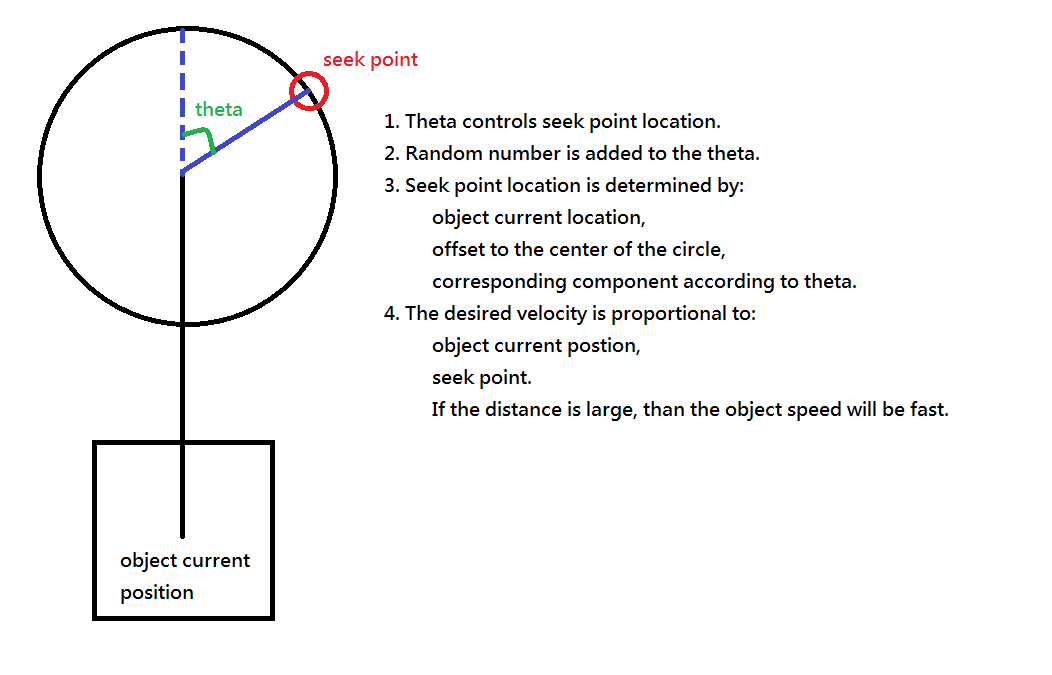 seek point
theta
1. Theta controls seek point location.
2. Random number is added to the theta.
3. Seek point location is determined by:
object current location,
offset to the center of the circle,
corresponding component according to theta.
4. The desired velocity is proportional to:
object current postion,
seek point.
If the distance is large, than the object speed will be fast.
object current
position